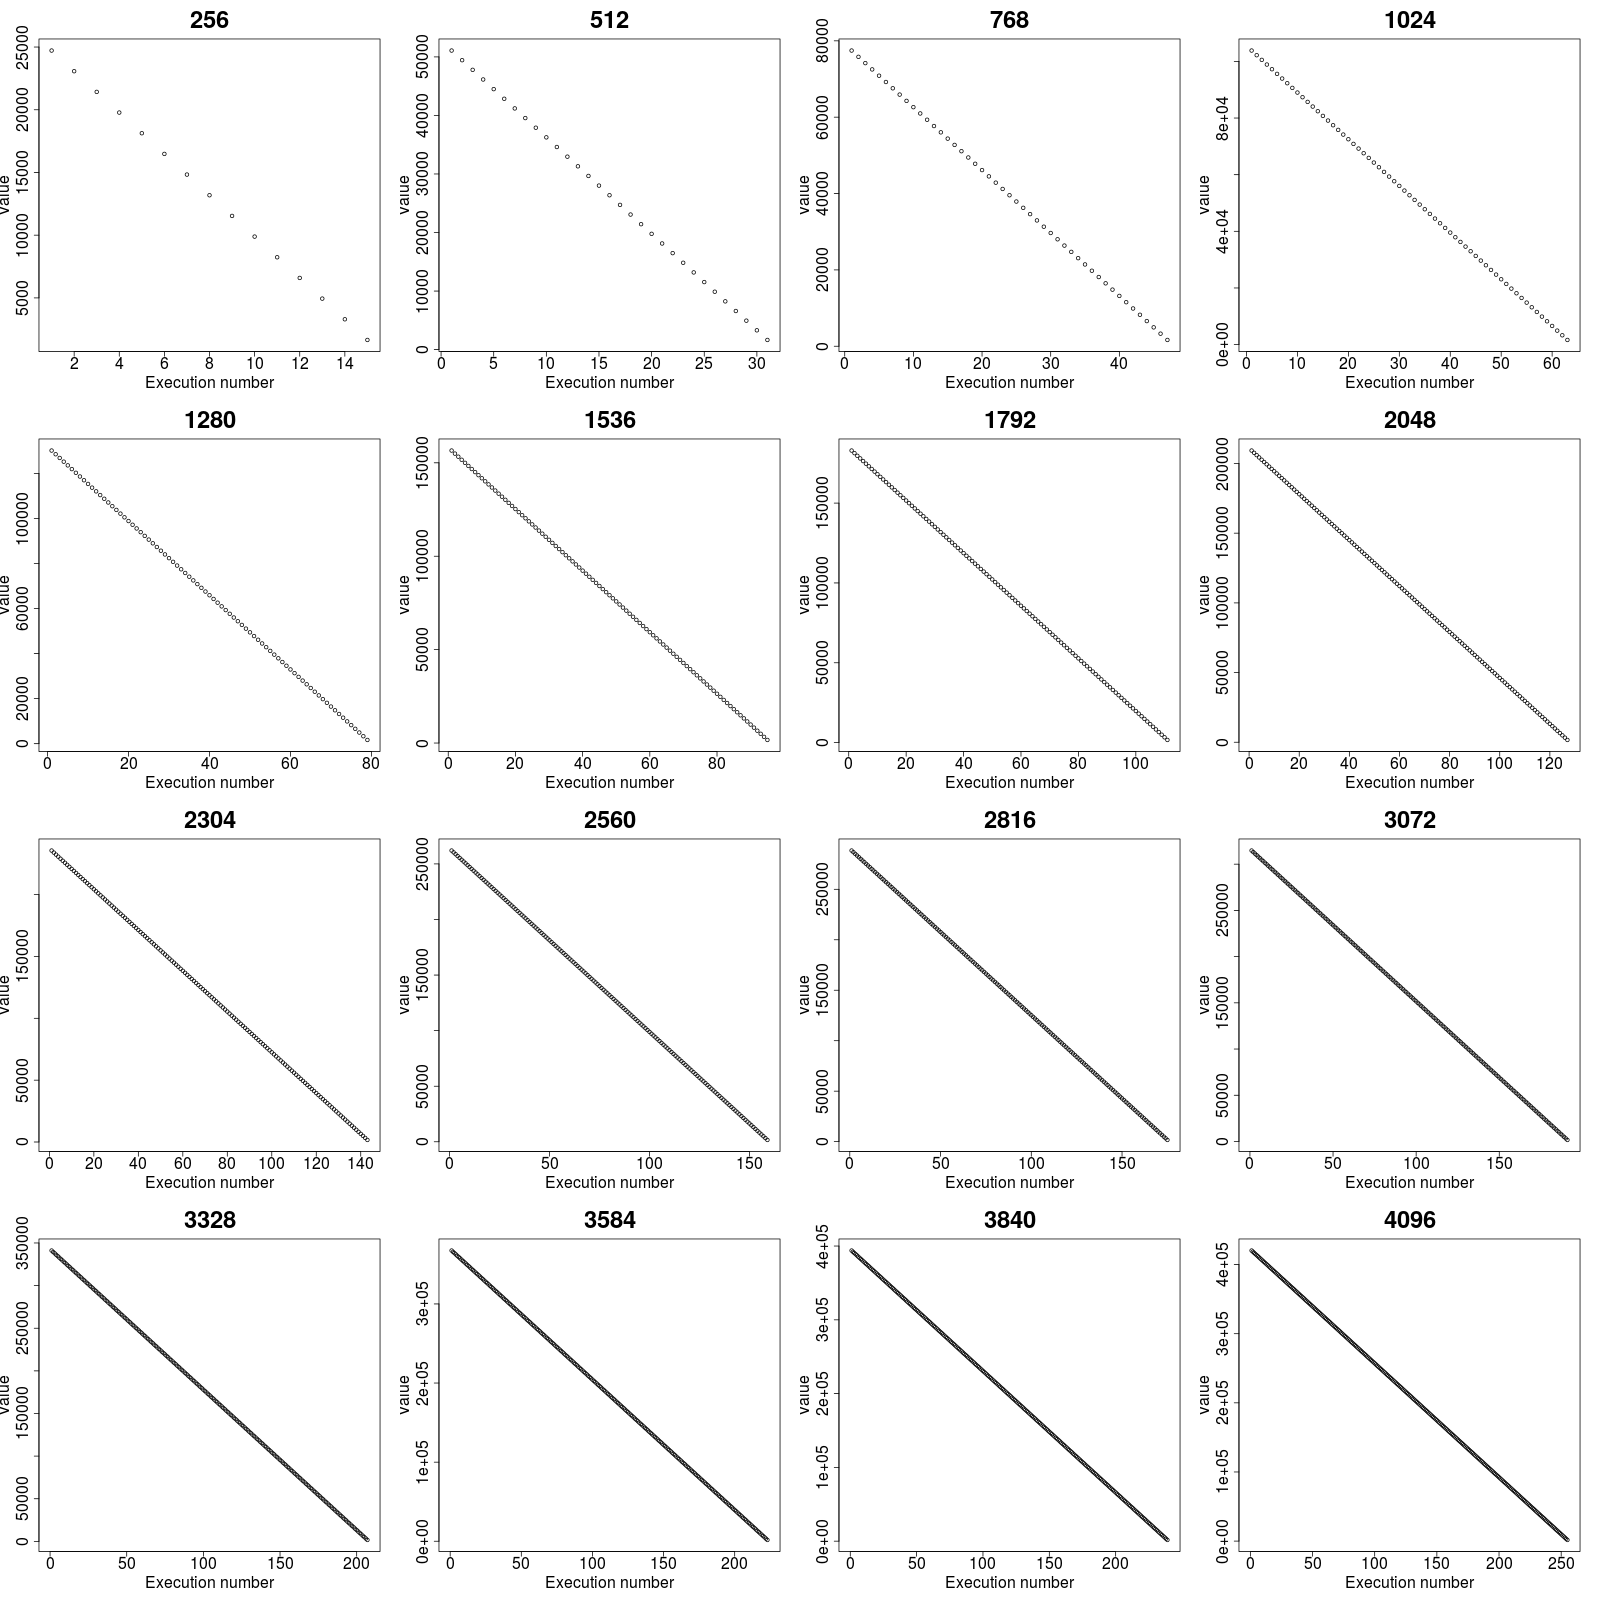 256
value
5000 10000 15000 20000 25000
2 4 6 8 10 12 14
Execution number
512
value
0 10000 20000 30000 40000 50000
0 5 10 15 20 25 30
Execution number
768
value
0 20000 40000 60000 80000
0 10 20 30 40
Execution number
1024
value
0e+00 4e+04 8e+04
0 10 20 30 40 50 60
Execution number
1280
value
0 20000 60000 100000
0 20 40 60 80
Execution number
1536
value
0 50000 100000 150000
0 20 40 60 80
Execution number
1792
value
0 50000 100000 150000
0 20 40 60 80 100
Execution number
2048
value
0 50000 100000 150000 200000
0 20 40 60 80 100 120
Execution number
2304
value
0 50000 150000
0 20 40 60 80 100 120 140
Execution number
2560
value
0 50000 150000 250000
0 50 100 150
Execution number
2816
value
0 50000 150000 250000
0 50 100 150
Execution number
3072
value
0 50000 150000 250000
0 50 100 150
Execution number
3328
value
0 50000 150000 250000 350000
0 50 100 150 200
Execution number
3584
value
0e+00 1e+05 2e+05 3e+05
0 50 100 150 200
Execution number
3840
value
0e+00 1e+05 2e+05 3e+05 4e+05
0 50 100 150 200
Execution number
4096
value
0e+00 1e+05 2e+05 3e+05 4e+05
0 50 100 150 200 250
Execution number